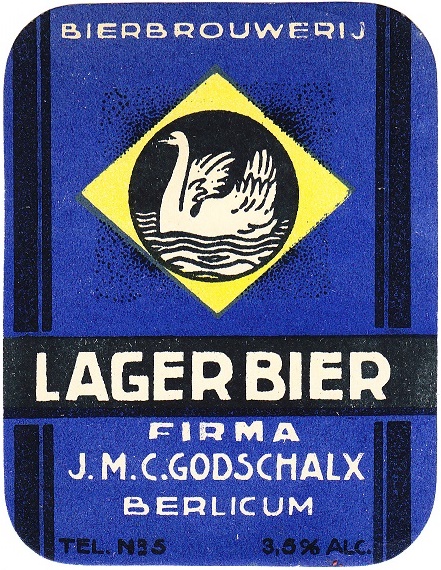 BIERBROUWERIJ
LAGER BIER
FIRMA
J. M. C. GODSCHALX
BERLICUM
TEL. No 5 3,5% ALC.